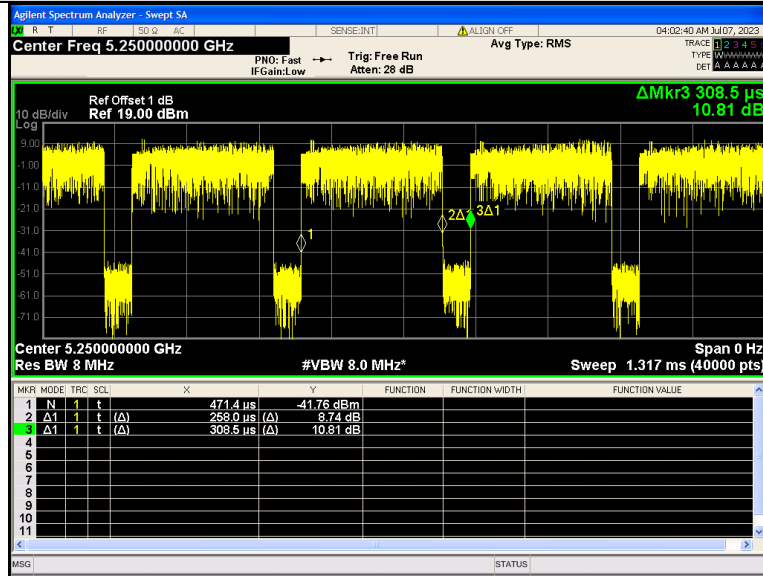 Agilent Spectrum Analyzer - Swept SA
R T RF 50 Ω AC SENSE:INT ALIGN OFF 04:02:40 AM Jul 07, 2023
Center Freq 5.250000000 GHz Avg Type: RMS TRACE 1 2 3 4 5
PNO: Fast Trig: Free Run TYPE W
IFGain:Low Atten: 28 dB DET A A A A A
ΔMkr3 308.5 µs
10.81 dB
Ref Offset 1 dB
10 dB/div Ref 19.00 dBm
Log
9.00
-1.00
-11.0
-21.0
-31.0
-41.0
-51.0
-61.0
-71.0
1
2Δ1
3Δ1
Center 5.250000000 GHz Span 0 Hz
Res BW 8 MHz #VBW 8.0 MHz* Sweep 1.317 ms (40000 pts)
MKR MODE TRC SCL X Y FUNCTION FUNCTION WIDTH FUNCTION VALUE
1 N 1 t 471.4 µs -41.76 dBm
2 Δ1 1 t (Δ) 258.0 µs (Δ) 8.74 dB
3 Δ1 1 t (Δ) 308.5 µs (Δ) 10.81 dB
4
5
6
7
8
9
10
11
MSG STATUS